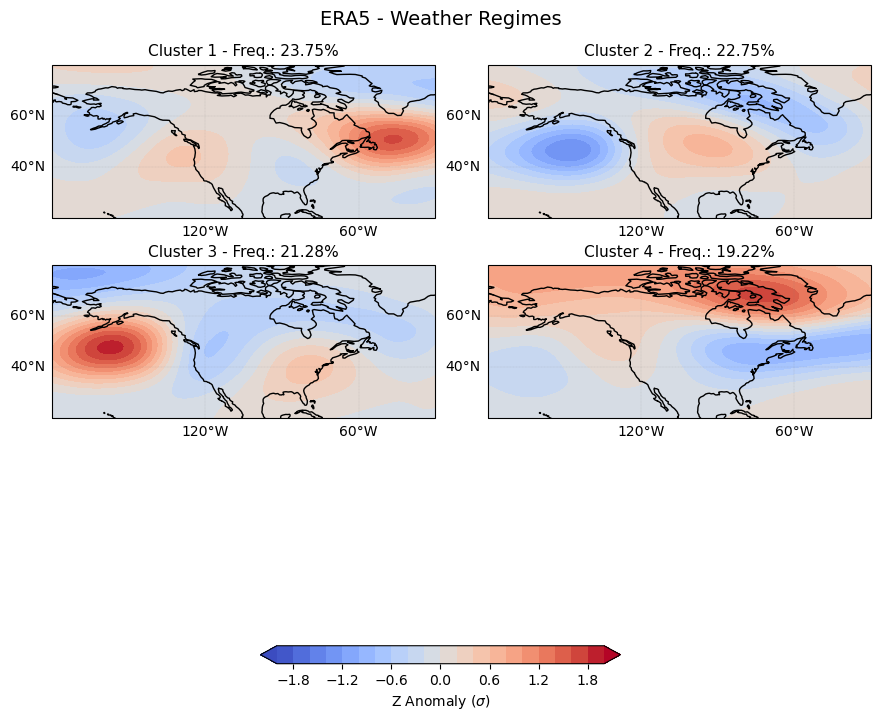 ERA5 - Weather Regimes
Cluster 1 - Freq.: 23.75%
Cluster 2 - Freq.: 22.75%
60°N
60°N
40°N
40°N
120°W
60°W
120°W
60°W
Cluster 3 - Freq.: 21.28%
Cluster 4 - Freq.: 19.22%
60°N
60°N
40°N
40°N
120°W
60°W
120°W
60°W
−1.8 −1.2 −0.6 0.0 0.6 1.2 1.8
Z Anomaly (σ)